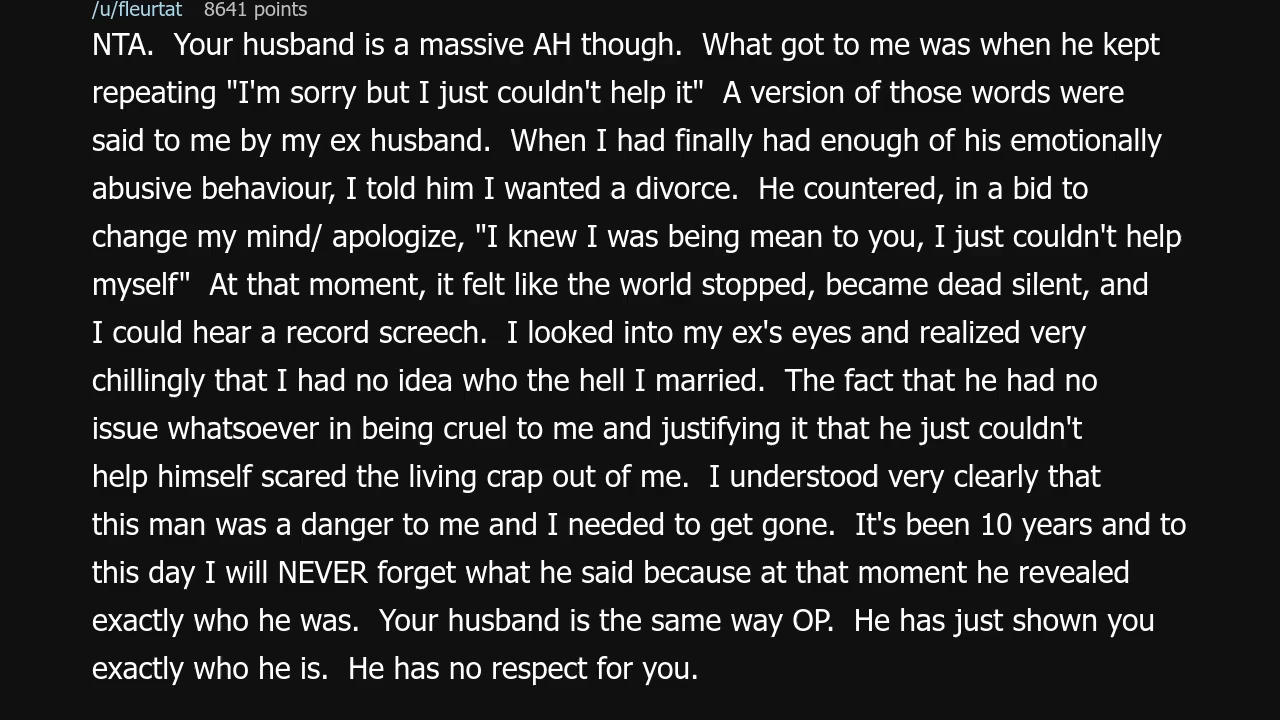 /u/fleurtat 8641 points
NTA.  Your husband is a massive AH though.  What got to me was when he kept
repeating "I'm sorry but I just couldn't help it"  A version of those words were
said to me by my ex husband.  When I had finally had enough of his emotionally
abusive behaviour, I told him I wanted a divorce.  He countered, in a bid to
change my mind/ apologize, "I knew I was being mean to you, I just couldn't help
myself"  At that moment, it felt like the world stopped, became dead silent, and
I could hear a record screech.  I looked into my ex's eyes and realized very
chillingly that I had no idea who the hell I married.  The fact that he had no
issue whatsoever in being cruel to me and justifying it that he just couldn't
help himself scared the living crap out of me.  I understood very clearly that
this man was a danger to me and I needed to get gone.  It's been 10 years and to
this day I will NEVER forget what he said because at that moment he revealed
exactly who he was.  Your husband is the same way OP.  He has just shown you
exactly who he is.  He has no respect for you.